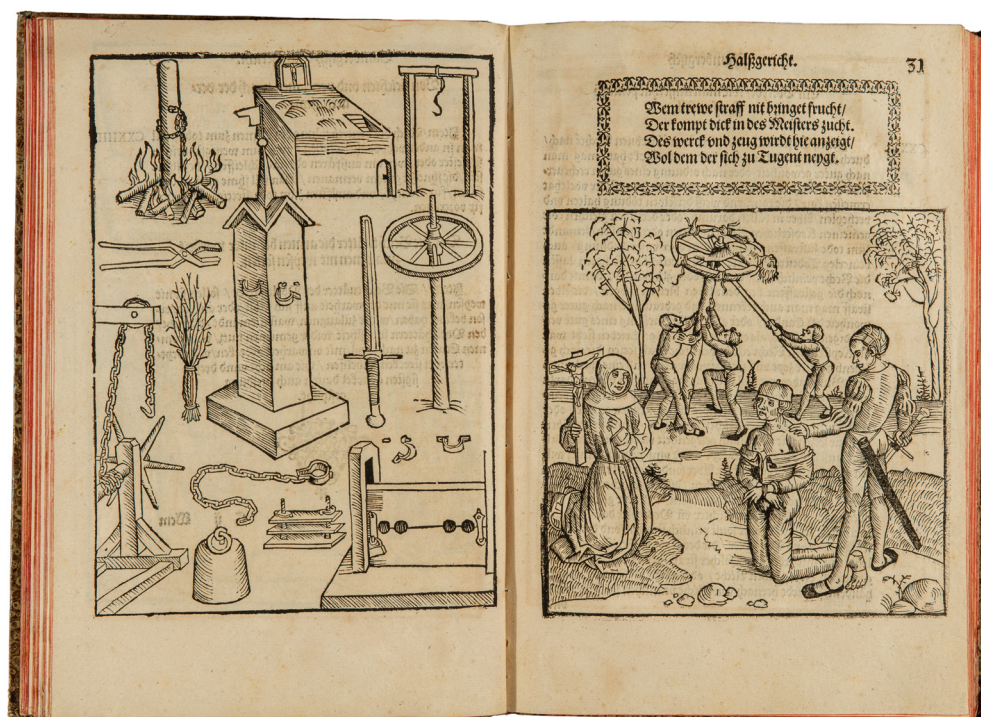 Halßgericht.
31
Wem trewe straff nit bringet frucht/
Der kompt dick in des Meisters zucht.
Des werck vnd zeug wirdt hie anzeigt/
Wol dem der sich zu Tugent neygt.